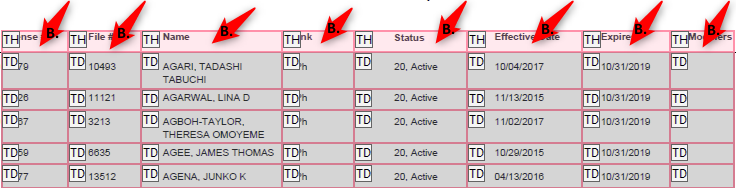 B. B. B. B. B. B. B. B.
TH nse TH File # TH Name TH nk TH Status TH Effective Date TH Expire TH Mo
TD 79 TD 10493 TD AGARI, TADASHI TD 'h TD 20, Active TD 10/04/2017 TD 10/31/2019 TD
TABUCHI
TD 26 TD 11121 TD AGARWAL, LINA D TD 'h TD 20, Active TD 11/13/2015 TD 10/31/2019 TD
TD 67 TD 3213 TD AGBOH-TAYLOR, TD 'h TD 20, Active TD 11/02/2017 TD 10/31/2019 TD
THERESA OMOYEME
TD 59 TD 6635 TD AGEE, JAMES THOMAS TD 'h TD 20, Active TD 10/29/2015 TD 10/31/2019 TD
TD 77 TD 13512 TD AGENA, JUNKO K TD 'h TD 20, Active TD 04/13/2016 TD 10/31/2019 TD